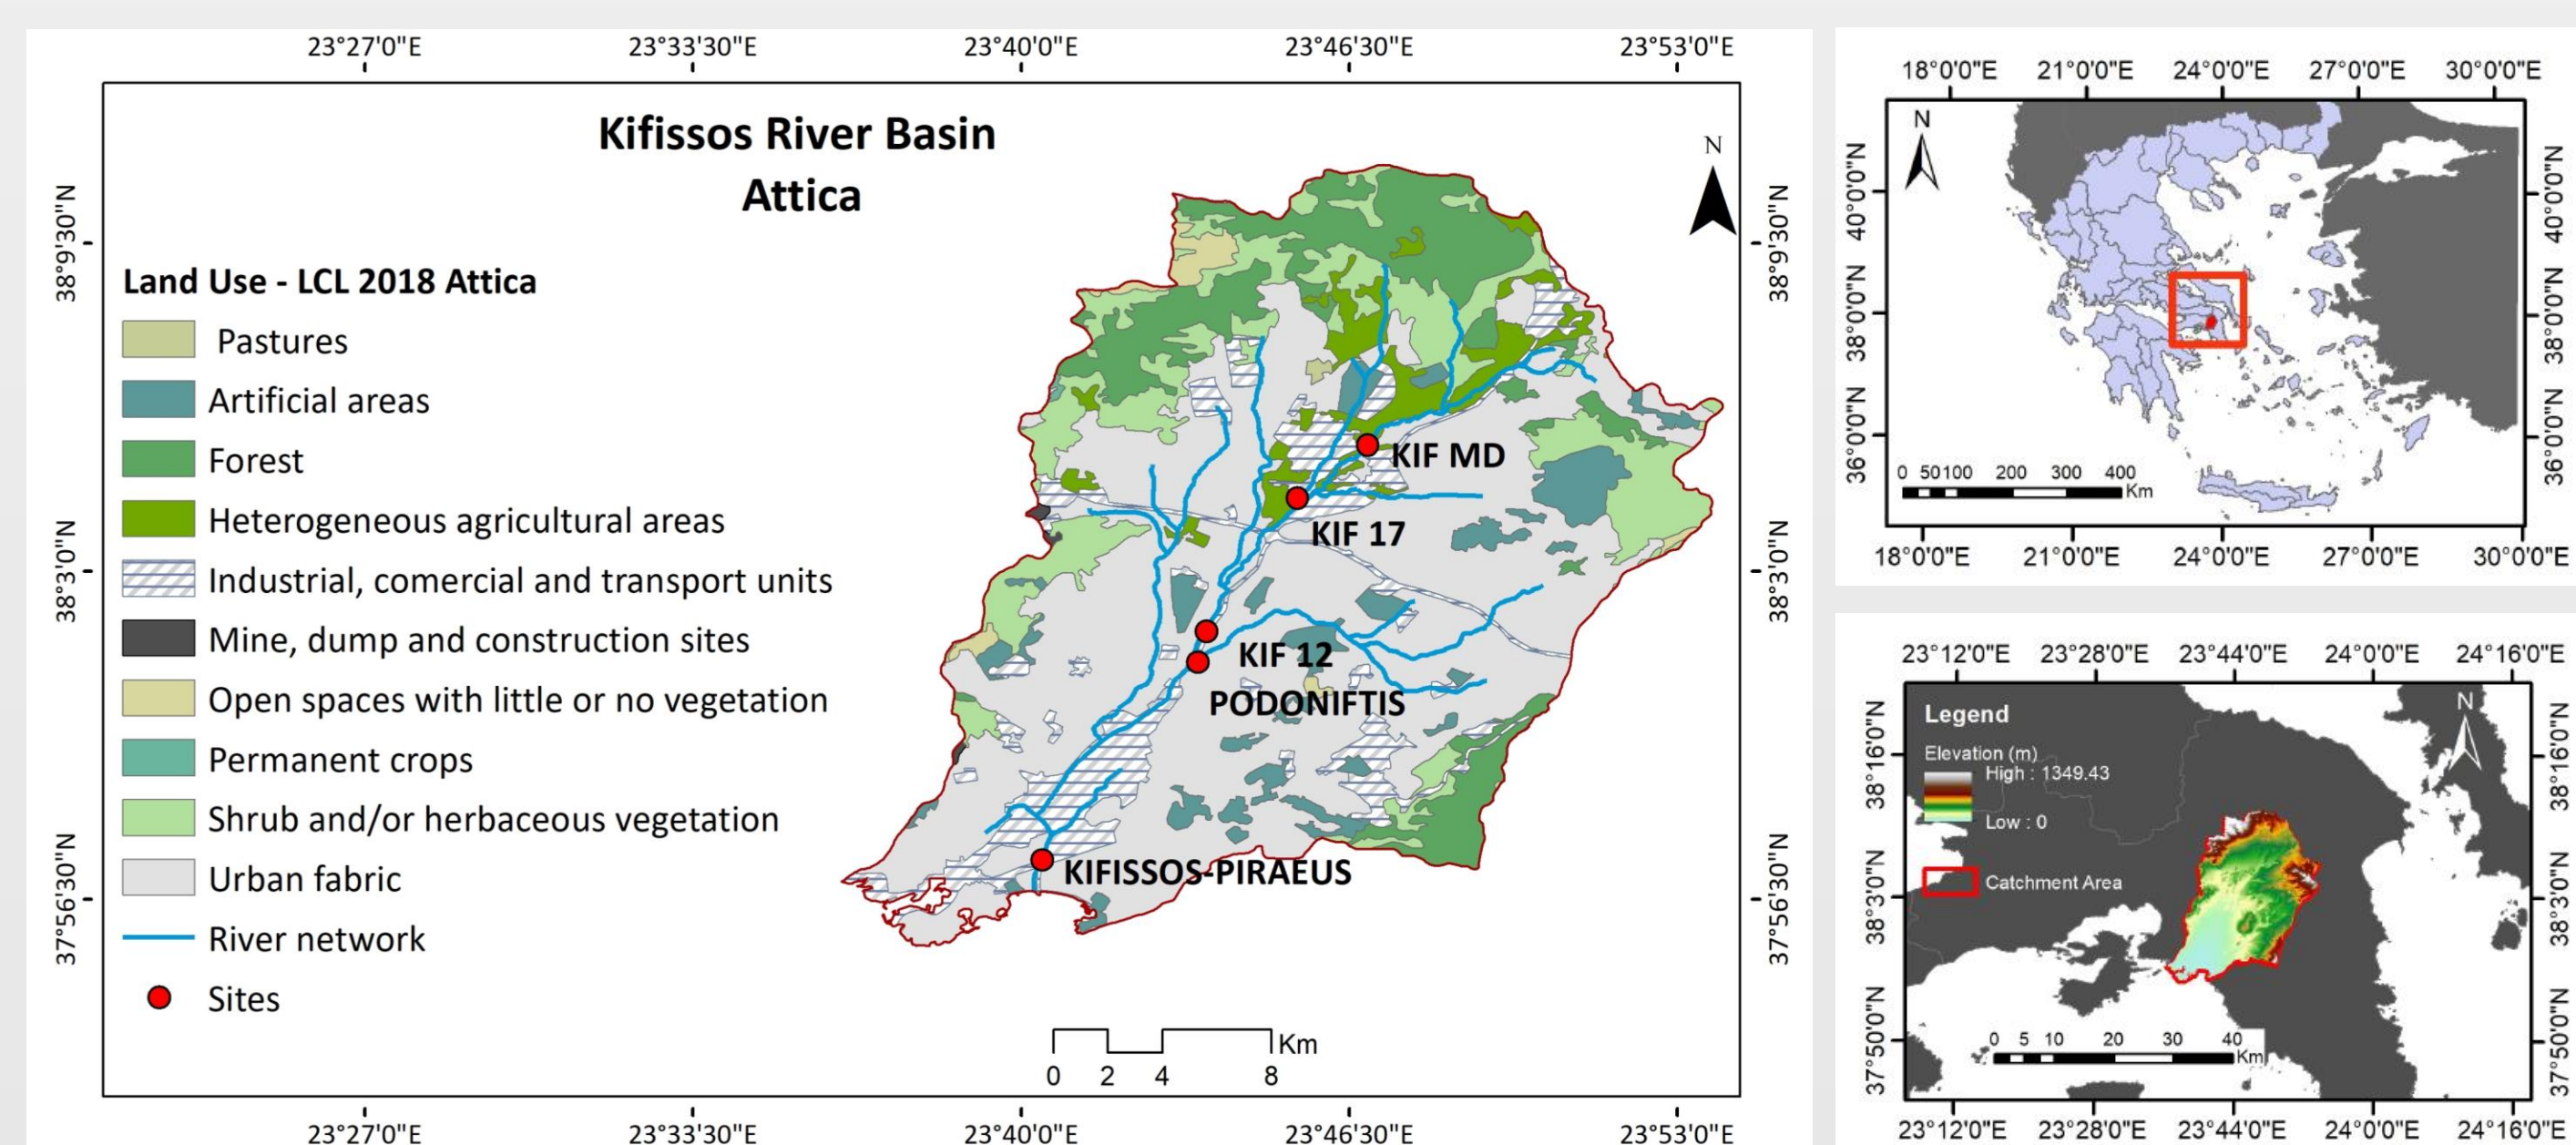 23°27'0"E 23°33'30"E 23°40'0"E 23°46'30"E 23°53'0"E
Kifissos River Basin
Attica
N
38°9'30"N
38°3'0"N
37°56'30"N
Land Use - LCL 2018 Attica
Pastures
Artificial areas
Forest
Heterogeneous agricultural areas
Industrial, comercial and transport units
Mine, dump and construction sites
Open spaces with little or no vegetation
Permanent crops
Shrub and/or herbaceous vegetation
Urban fabric
River network
Sites
KIF MD
KIF 17
KIF 12
PODONIFTIS
KIFISSOS-PIRAEUS
Km
0 2 4 8
38°9'30"N
38°3'0"N
37°56'30"N
23°27'0"E 23°33'30"E 23°40'0"E 23°46'30"E 23°53'0"E
18°0'0"E 21°0'0"E 24°0'0"E 27°0'0"E 30°0'0"E
N
40°0'0"N
38°0'0"N
36°0'0"N
0 50 100 200 300 400
Km
40°0'0"N
38°0'0"N
36°0'0"N
18°0'0"E 21°0'0"E 24°0'0"E 27°0'0"E 30°0'0"E
23°12'0"E 23°28'0"E 23°44'0"E 24°0'0"E 24°16'0"E
N
Legend
Elevation (m)
High : 1349.43
Low : 0
Catchment Area
38°16'0"N
38°3'0"N
37°50'0"N
0 5 10 20 30 40
Km
38°16'0"N
38°3'0"N
37°50'0"N
23°12'0"E 23°28'0"E 23°44'0"E 24°0'0"E 24°16'0"E